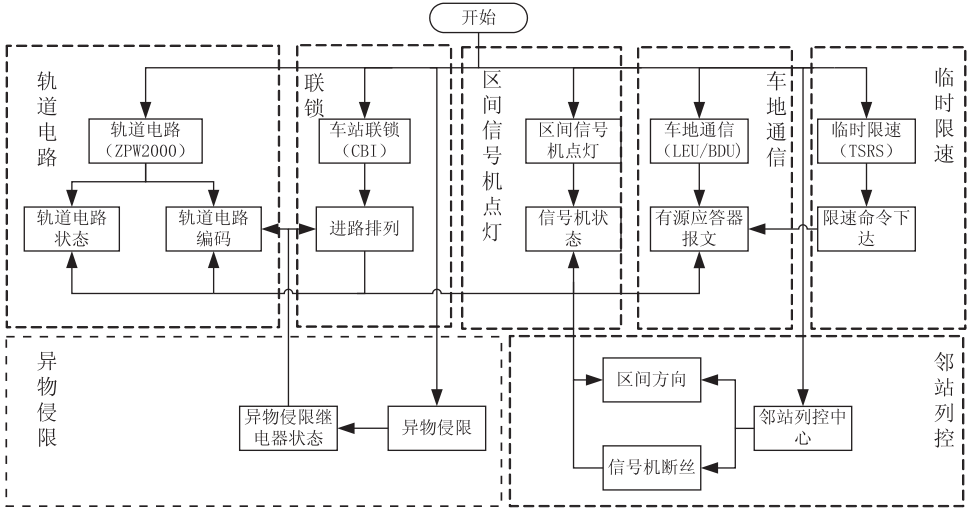 开始
轨道电路
联锁
区间信号机点灯
车地通信
临时限速
轨道电路
(ZPW2000)
车站联锁
(CBI)
区间信号
机点灯
车地通信
(LEU/BDU)
临时限速
(TSRS)
轨道电路
状态
轨道电路
编码
进路排列
信号机状
态
有源应答器
报文
限速命令下
达
异物侵限
异物侵限继
电器状态
异物侵限
区间方向
信号机断丝
邻站列控中
心
邻站列控